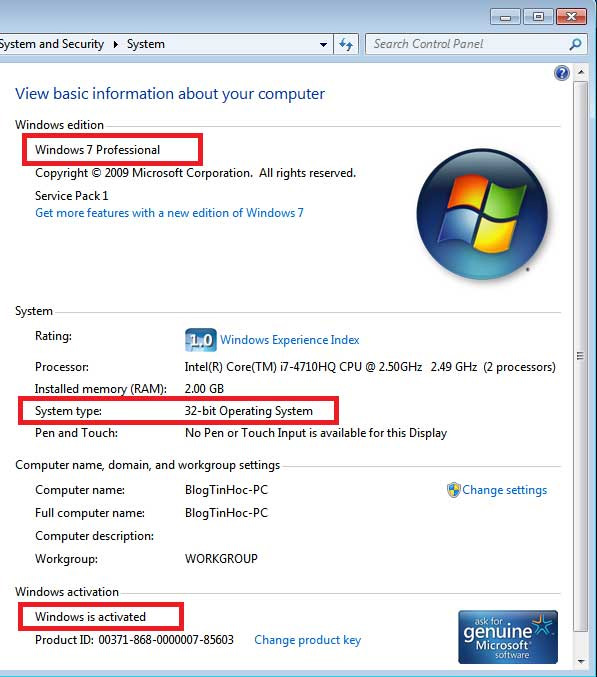 System and Security ▸ System
Search Control Panel
View basic information about your computer
Windows edition
Windows 7 Professional
Copyright © 2009 Microsoft Corporation. All rights reserved.
Service Pack 1
Get more features with a new edition of Windows 7
System
Rating: 1.0 Windows Experience Index
Processor: Intel(R) Core(TM) i7-4710HQ CPU @ 2.50GHz 2.49 GHz (2 processors)
Installed memory (RAM): 2.00 GB
System type: 32-bit Operating System
Pen and Touch: No Pen or Touch Input is available for this Display
Computer name, domain, and workgroup settings
Computer name: BlogTinHoc-PC
Change settings
Full computer name: BlogTinHoc-PC
Computer description:
Workgroup: WORKGROUP
Windows activation
Windows is activated
Product ID: 00371-868-0000007-85603 Change product key
ask for
genuine
Microsoft
software